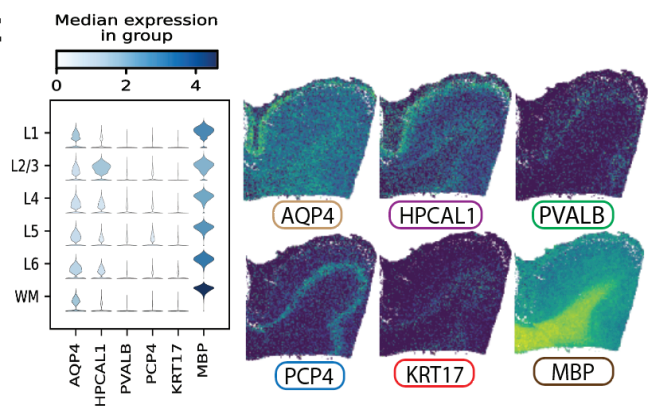 Median expression
in group
0 2 4
L1
L2/3
L4
L5
L6
WM
AQP4
HPCAL1
PVALB
PCP4
KRT17
MBP
AQP4 HPCAL1 PVALB
PCP4 KRT17 MBP